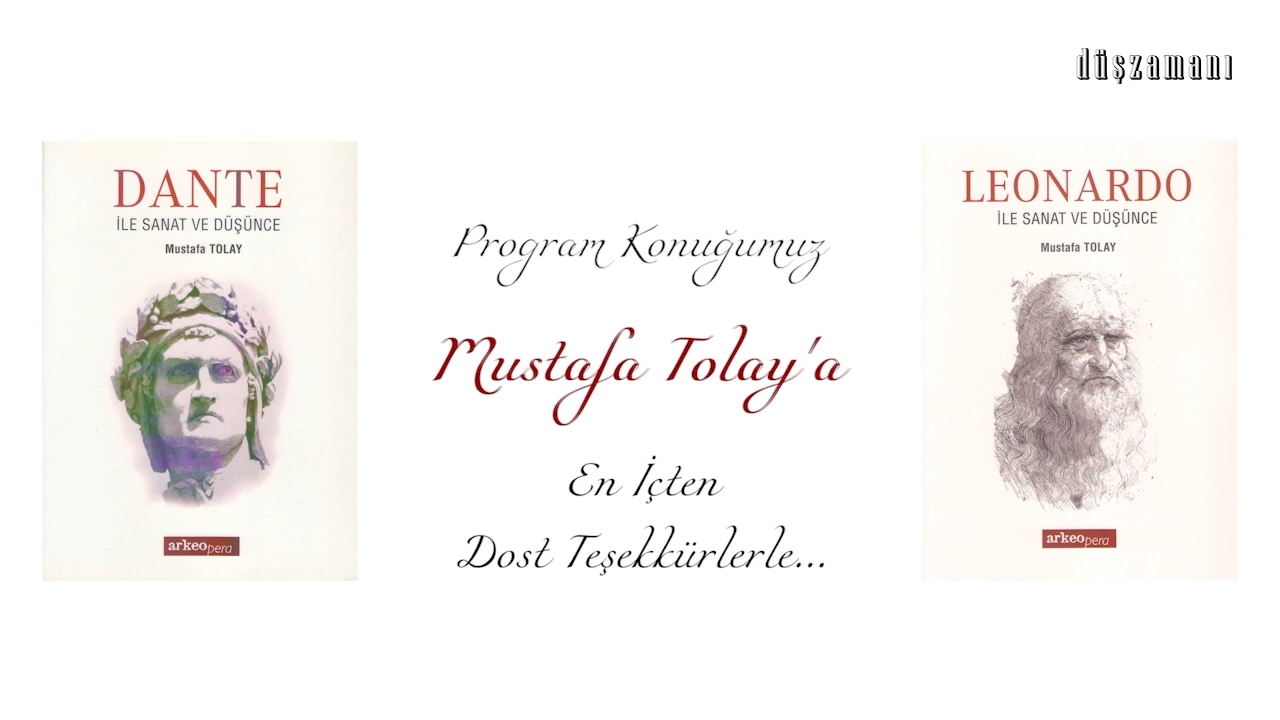 düşzamanı
DANTE
İLE SANAT VE DÜŞÜNCE
Mustafa TOLAY
arkeopera
Program Konuğumuz
Mustafa Tolay'a
En İçten
Dost Teşekkürlerle...
LEONARDO
İLE SANAT VE DÜŞÜNCE
Mustafa TOLAY
arkeopera